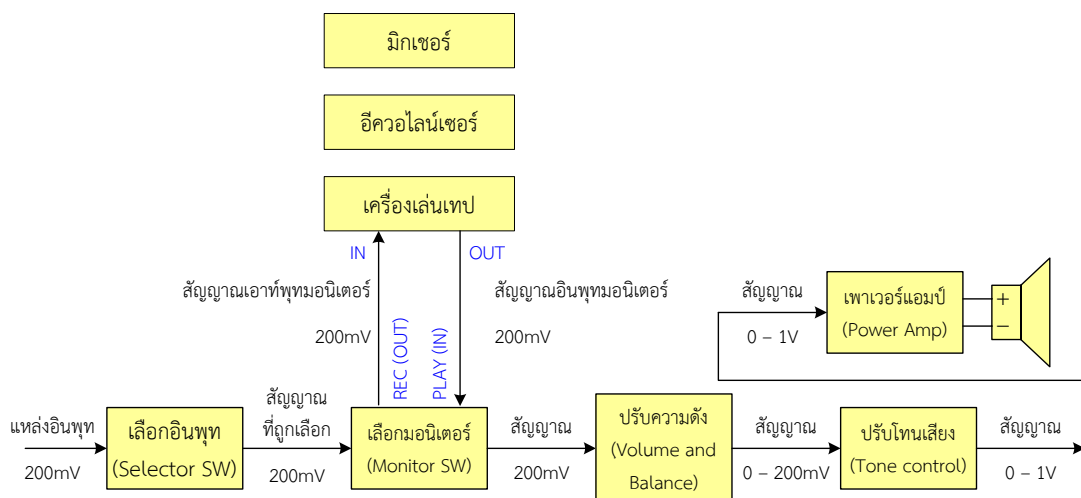 มิกเชอร์
อีควอไลน์เซอร์
เครื่องเล่นเทป
IN
OUT
สัญญาณเอาท์พุทมอนิเตอร์
200mV
REC (OUT)
PLAY (IN)
สัญญาณอินพุทมอนิเตอร์
200mV
สัญญาณ
0 – 1V
เพาเวอร์แอมป์
(Power Amp)
+
−
แหล่งอินพุท
200mV
เลือกอินพุท
(Selector SW)
สัญญาณ
ที่ถูกเลือก
200mV
เลือกมอนิเตอร์
(Monitor SW)
สัญญาณ
200mV
ปรับความดัง
(Volume and
Balance)
สัญญาณ
0 – 200mV
ปรับโทนเสียง
(Tone control)
สัญญาณ
0 – 1V